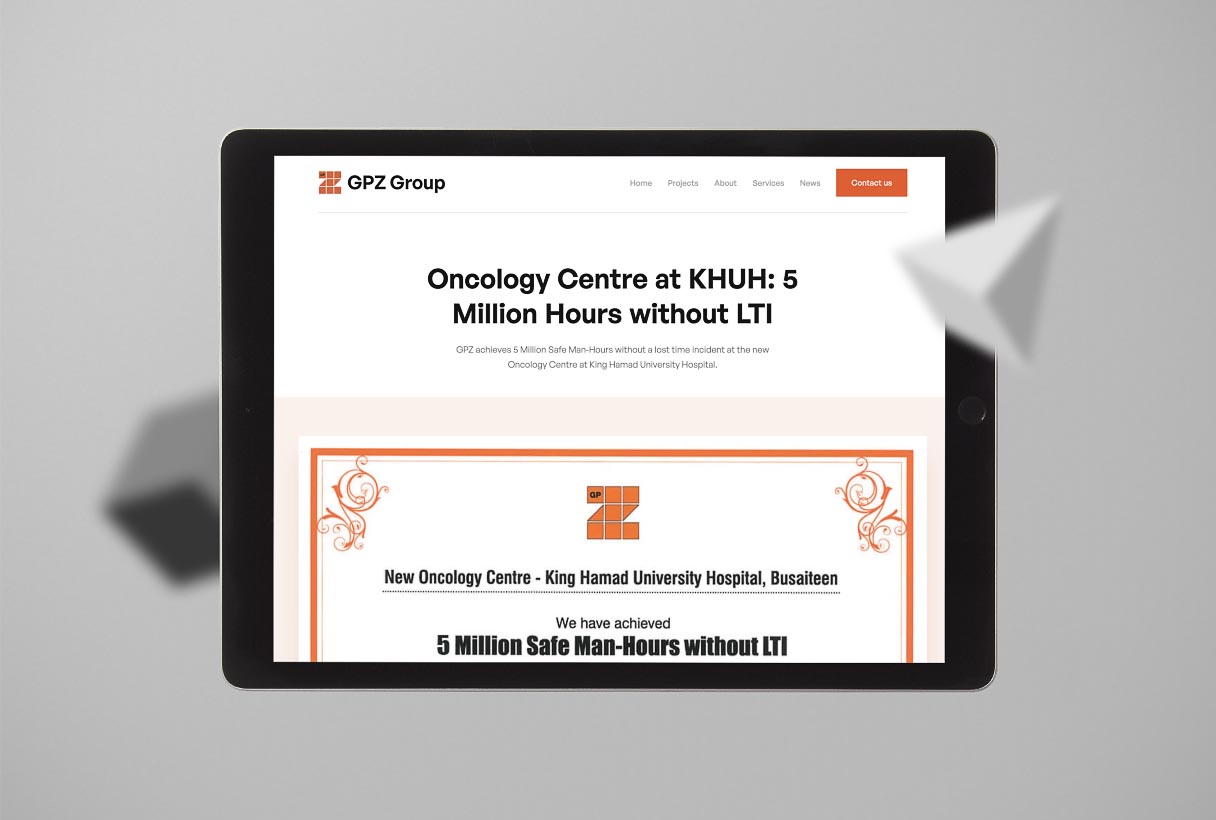 GPZ Group
Home Projects About Services News Contact us
Oncology Centre at KHUH: 5
Million Hours without LTI
GPZ achieves 5 Million Safe Man-Hours without a lost time incident at the new
Oncology Centre at King Hamad University Hospital.
GP
New Oncology Centre - King Hamad University Hospital, Busaiteen
We have achieved
5 Million Safe Man-Hours without LTI